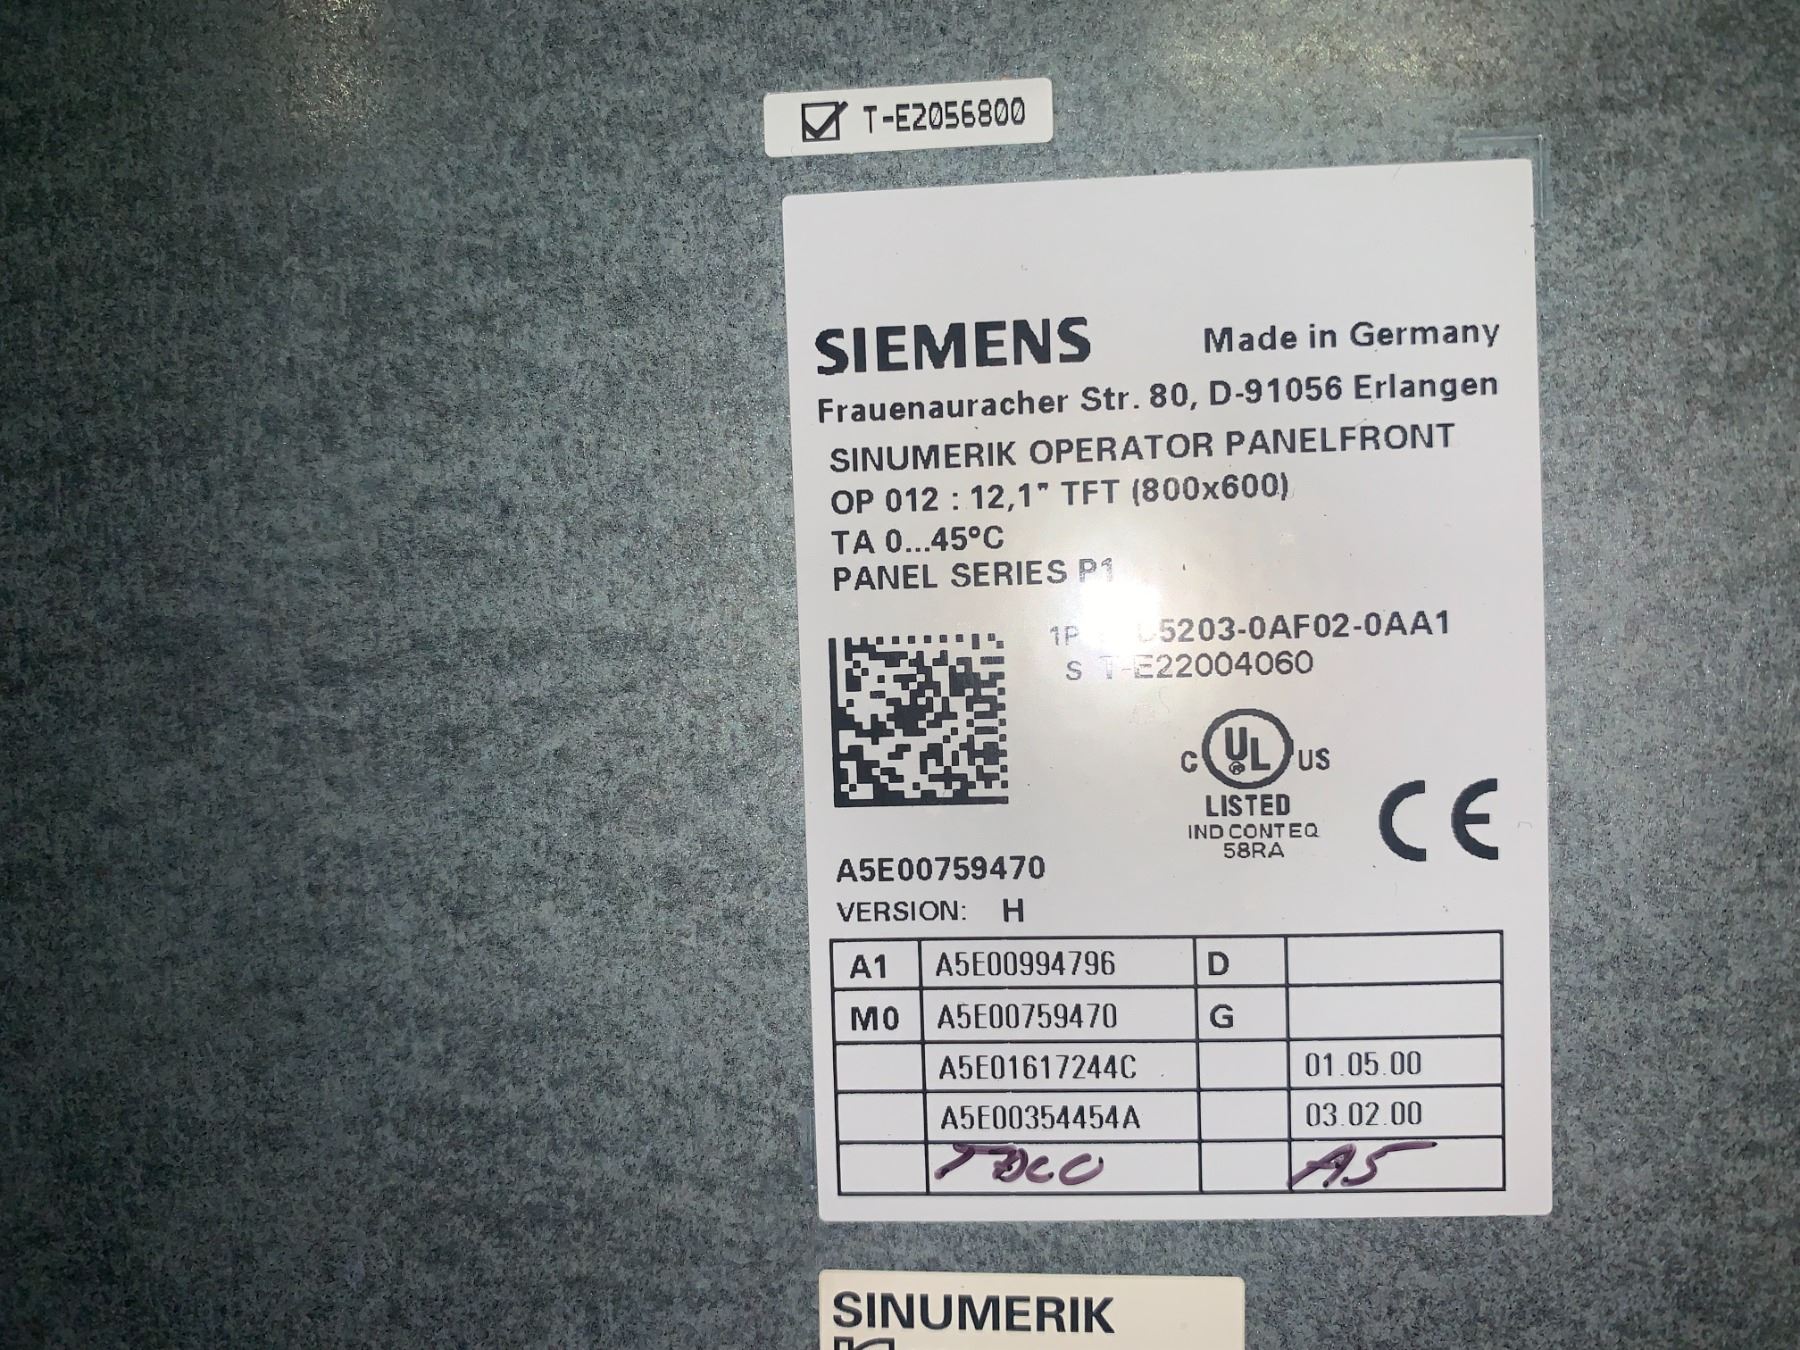 T-E2056800
SIEMENS Made in Germany
Frauenauracher Str. 80, D-91056 Erlangen
SINUMERIK OPERATOR PANELFRONT
OP 012 : 12,1" TFT (800x600)
TA 0...45°C
PANEL SERIES P1
1P 5203-0AF02-0AA1
S T-E22004060
C UL US
LISTED
IND CONT EQ
58RA
CE
A5E00759470
VERSION: H
A1 A5E00994796 D
M0 A5E00759470 G
A5E01617244C 01.05.00
A5E00354454A 03.02.00
A5
SINUMERIK